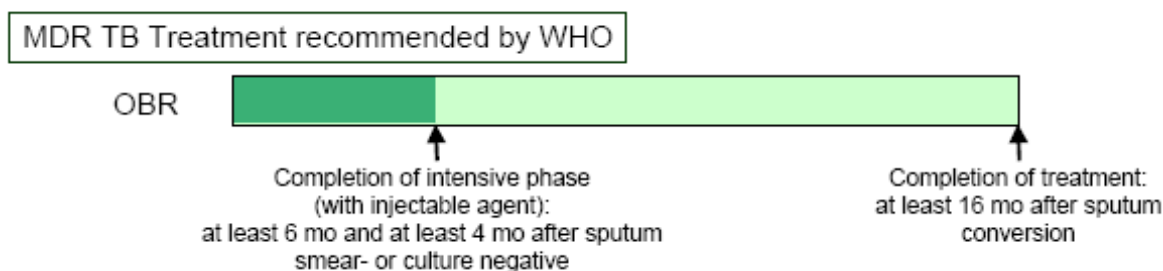 MDR TB Treatment recommended by WHO
OBR
Completion of intensive phase
(with injectable agent):
at least 6 mo and at least 4 mo after sputum
smear- or culture negative
Completion of treatment:
at least 16 mo after sputum
conversion